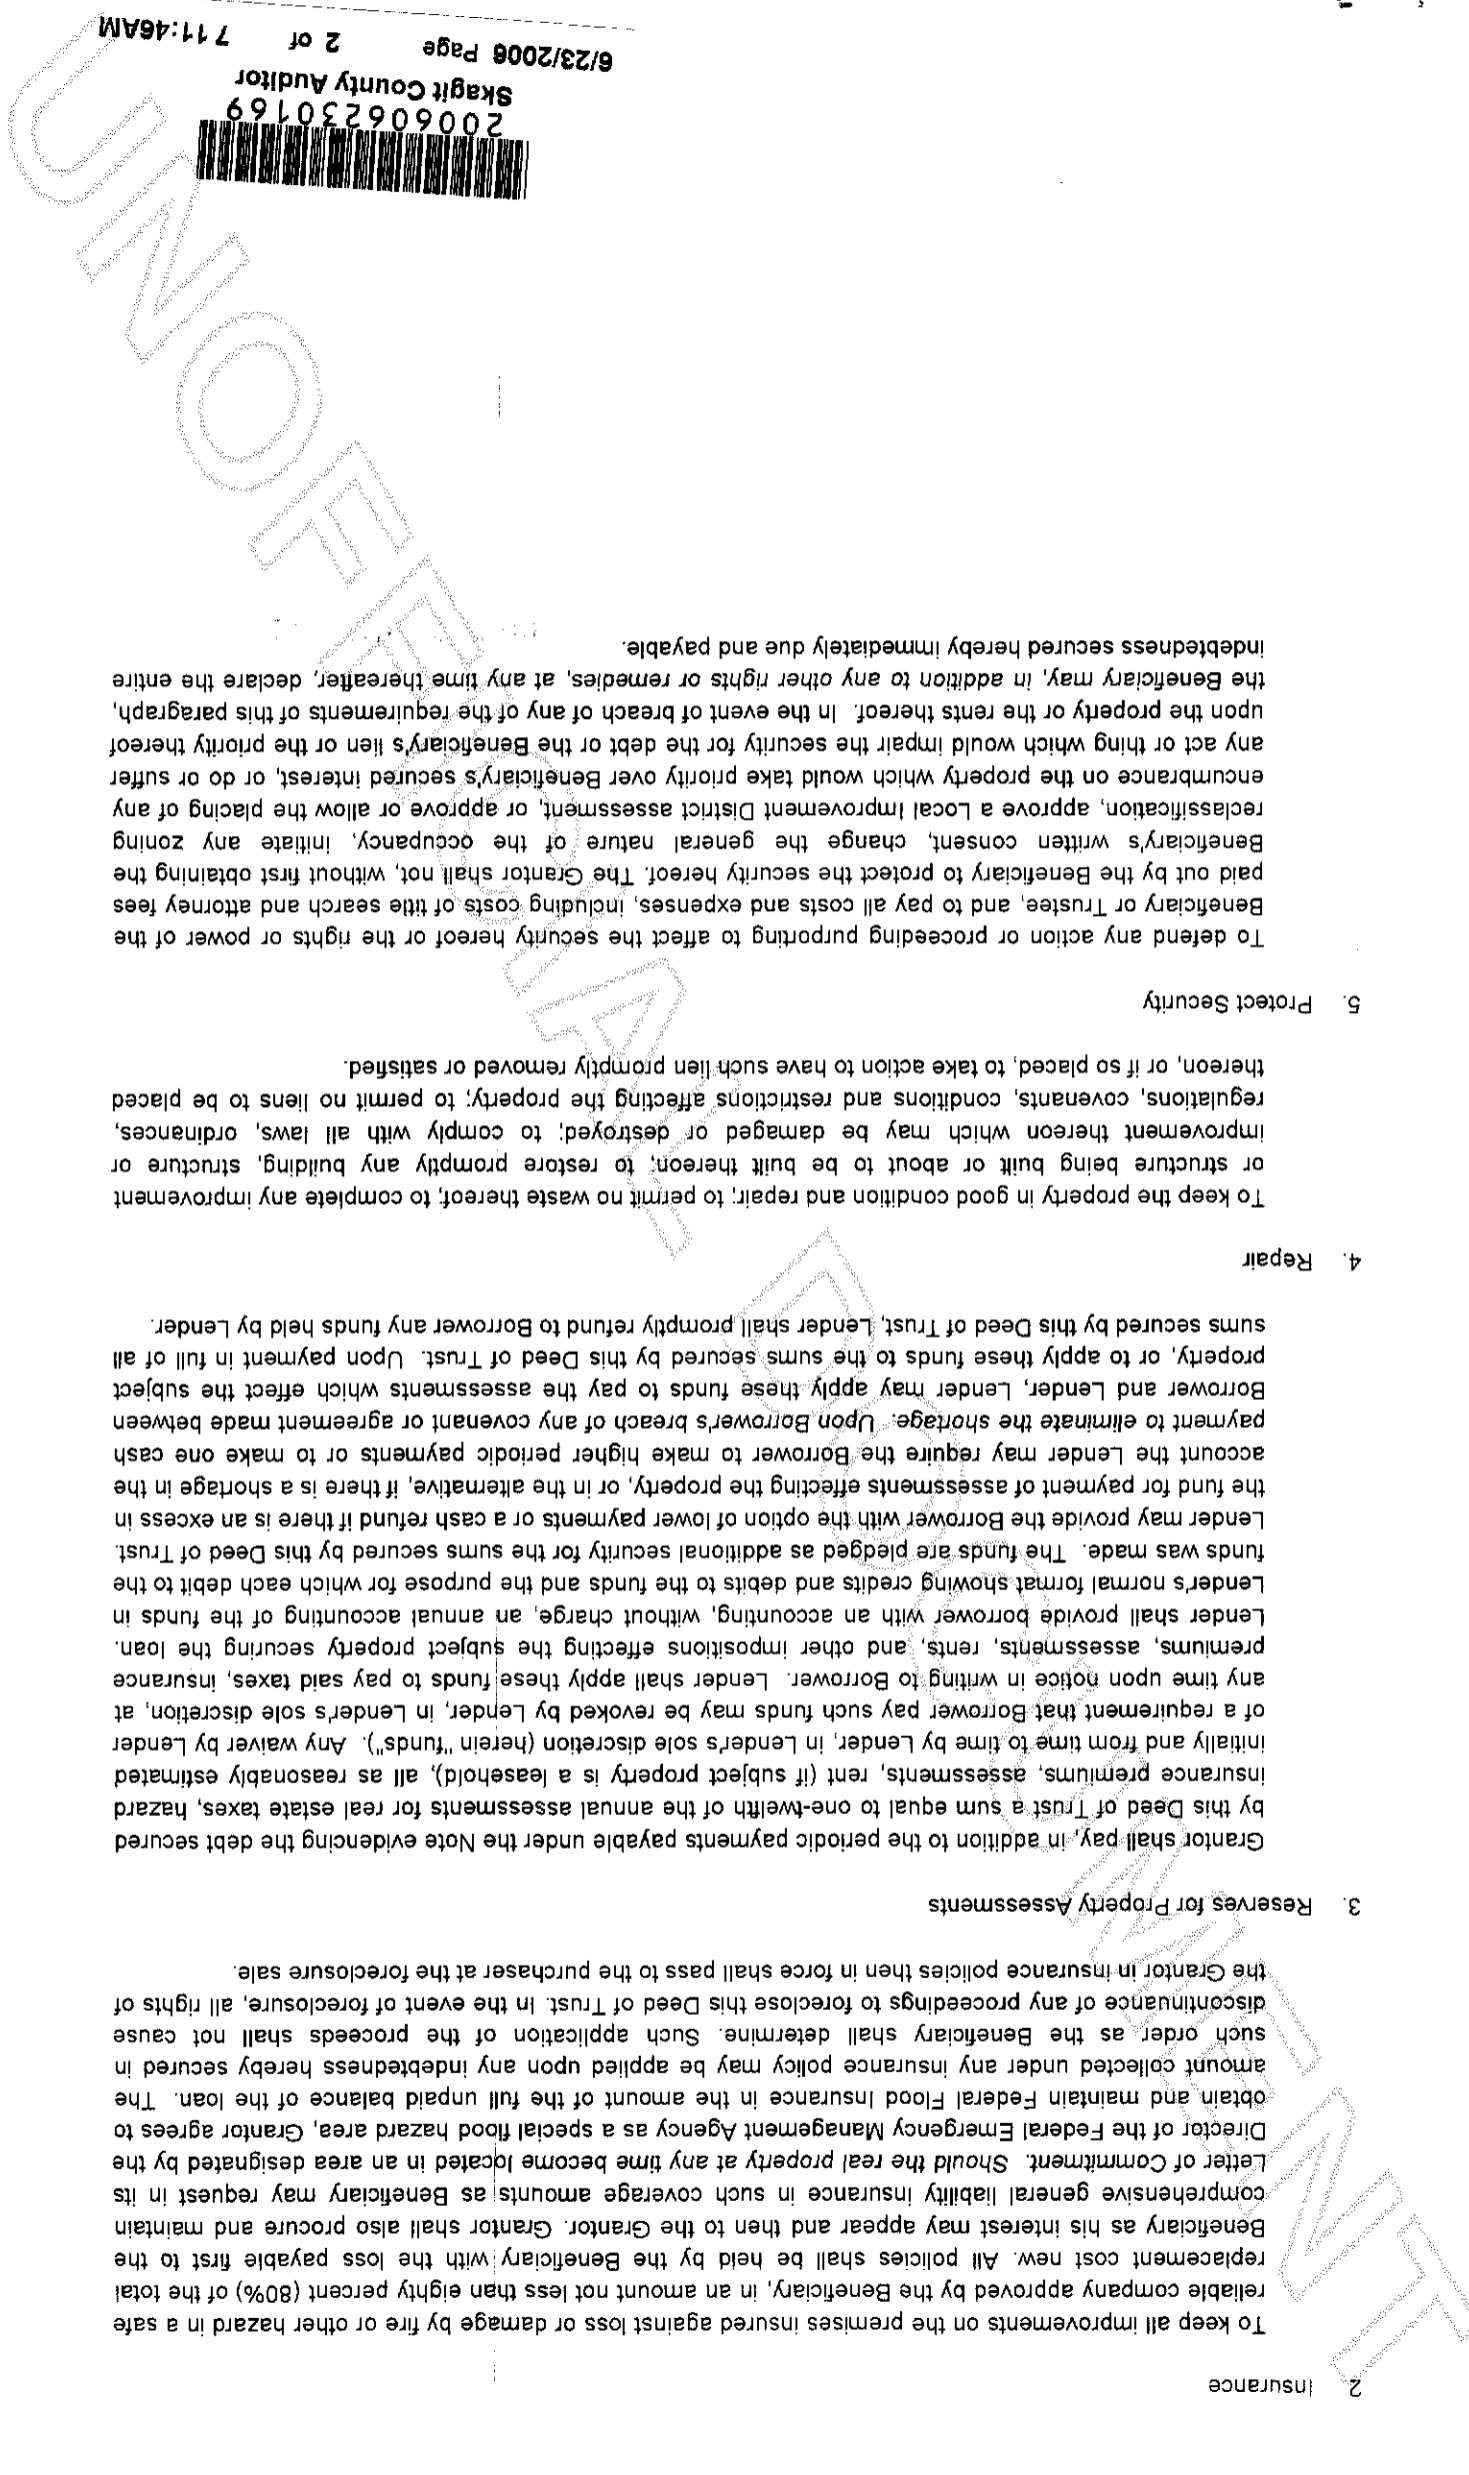 2 Insurance
To keep all improvements on the premises insured against loss or damage by fire or other hazard in a safe
reliable company approved by the Beneficiary, in an amount not less than eighty percent (80%) of the total
replacement cost new. All policies shall be held by the Beneficiary with the loss payable first to the
Beneficiary as his interest may appear and then to the Grantor. Grantor shall also procure and maintain
comprehensive general liability insurance in such coverage amounts as Beneficiary may request in its
Letter of Commitment. Should the real property at any time become located in an area designated by the
Director of the Federal Emergency Management Agency as a special flood hazard area, Grantor agrees to
obtain and maintain Federal Flood Insurance in the amount of the full unpaid balance of the loan. The
amount collected under any insurance policy may be applied upon any indebtedness hereby secured in
such order as the Beneficiary shall determine. Such application of the proceeds shall not cause
discontinuance of any proceedings to foreclose this Deed of Trust. In the event of foreclosure, all rights of
the Grantor in insurance policies then in force shall pass to the purchaser at the foreclosure sale.
3. Reserves for Property Assessments
Grantor shall pay, in addition to the periodic payments payable under the Note evidencing the debt secured
by this Deed of Trust a sum equal to one-twelfth of the annual assessments for real estate taxes, hazard
insurance premiums, assessments, rent (if subject property is a leasehold), all as reasonably estimated
initially and from time to time by Lender, in Lender's sole discretion (herein "funds"). Any waiver by Lender
of a requirement that Borrower pay such funds may be revoked by Lender, in Lender's sole discretion, at
any time upon notice in writing to Borrower. Lender shall apply these funds to pay said taxes, insurance
premiums, assessments, rents, and other impositions effecting the subject property securing the loan.
Lender shall provide borrower with an accounting, without charge, an annual accounting of the funds in
Lender's normal format showing credits and debits to the funds and the purpose for which each debit to the
funds was made. The funds are pledged as additional security for the sums secured by this Deed of Trust.
Lender may provide the Borrower with the option of lower payments or a cash refund if there is an excess in
the fund for payment of assessments effecting the property, or in the alternative, if there is a shortage in the
account the Lender may require the Borrower to make higher periodic payments or to make one cash
payment to eliminate the shortage. Upon Borrower's breach of any covenant or agreement made between
Borrower and Lender, Lender may apply these funds to pay the assessments which effect the subject
property, or to apply these funds to the sums secured by this Deed of Trust. Upon payment in full of all
sums secured by this Deed of Trust, Lender shall promptly refund to Borrower any funds held by Lender.
4. Repair
To keep the property in good condition and repair; to permit no waste thereof; to complete any improvement
or structure being built or about to be built thereon; to restore promptly any building, structure or
improvement thereon which may be damaged or destroyed; to comply with all laws, ordinances,
regulations, covenants, conditions and restrictions affecting the property; to permit no liens to be placed
thereon, or if so placed, to take action to have such lien promptly removed or satisfied.
5. Protect Security
To defend any action or proceeding purporting to affect the security hereof or the rights or power of the
Beneficiary or Trustee, and to pay all costs and expenses, including costs of title search and attorney fees
paid out by the Beneficiary to protect the security hereof. The Grantor shall not, without first obtaining the
Beneficiary's written consent, change the general nature of the occupancy, initiate any zoning
reclassification, approve a Local Improvement District assessment, or approve or allow the placing of any
encumbrance on the property which would take priority over Beneficiary's secured interest, or do or suffer
any act or thing which would impair the security for the debt or the Beneficiary's lien or the priority thereof
upon the property or the rents thereof. In the event of breach of any of the requirements of this paragraph,
the Beneficiary may, in addition to any other rights or remedies, at any time thereafter, declare the entire
indebtedness secured hereby immediately due and payable.
200606230169
Skagit County Auditor
6/23/2006 Page 2 of 7 11:46AM
UNOFFICIAL DOCUMENT